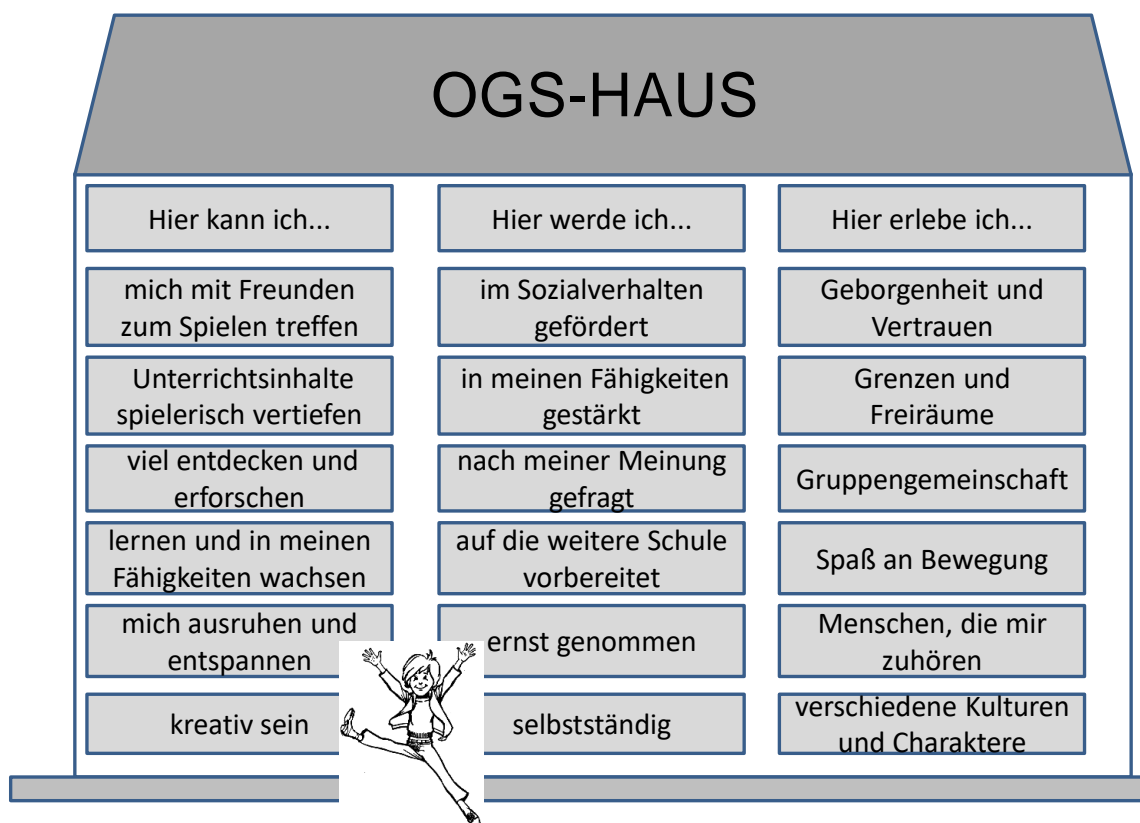 OGS-HAUS
Hier kann ich...
mich mit Freunden
zum Spielen treffen
Unterrichtsinhalte
spielerisch vertiefen
viel entdecken und
erforschen
lernen und in meinen
Fähigkeiten wachsen
mich ausruhen und
entspannen
kreativ sein
Hier werde ich...
im Sozialverhalten
gefördert
in meinen Fähigkeiten
gestärkt
nach meiner Meinung
gefragt
auf die weitere Schule
vorbereitet
ernst genommen
selbstständig
Hier erlebe ich...
Geborgenheit und
Vertrauen
Grenzen und
Freiräume
Gruppengemeinschaft
Spaß an Bewegung
Menschen, die mir
zuhören
verschiedene Kulturen
und Charaktere